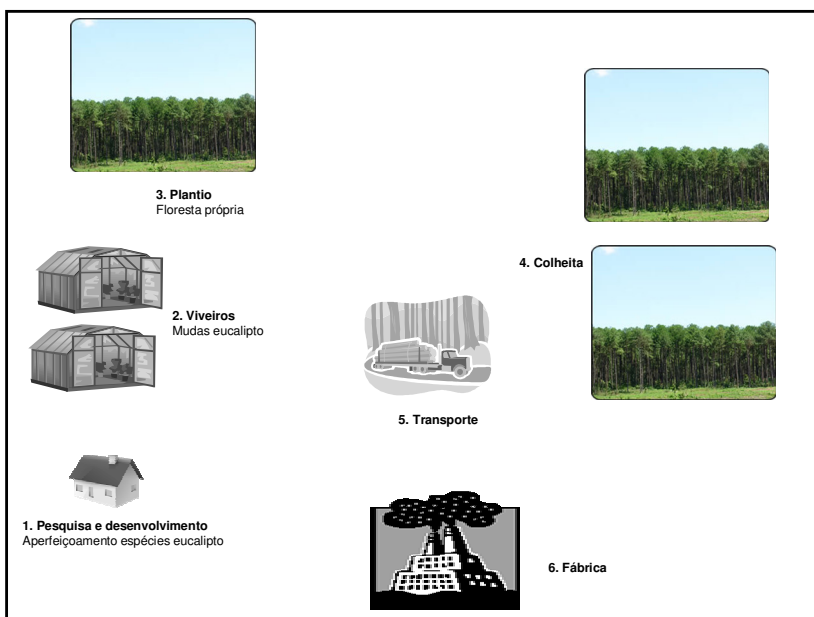 3. Plantio
Floresta própria
4. Colheita
2. Viveiros
Mudas eucalipto
5. Transporte
1. Pesquisa e desenvolvimento
Aperfeiçoamento espécies eucalipto
6. Fábrica